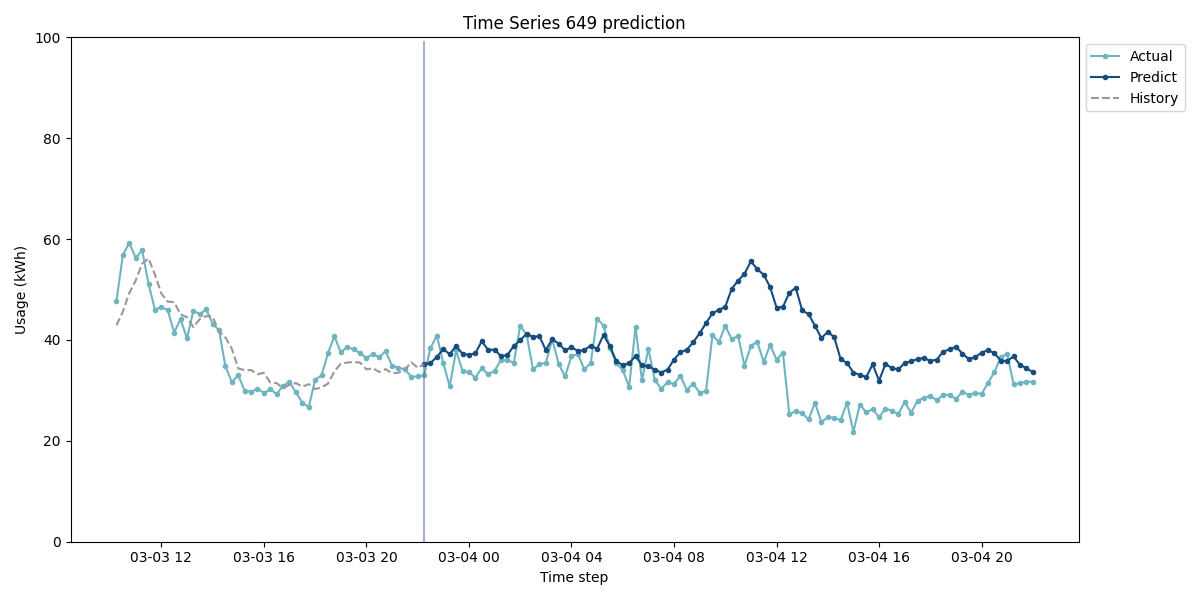 Time Series 649 prediction
Actual
Predict
History
Usage (kWh)
100
80
60
40
20
0
03-03 12 03-03 16 03-03 20 03-04 00 03-04 04 03-04 08 03-04 12 03-04 16 03-04 20
Time step